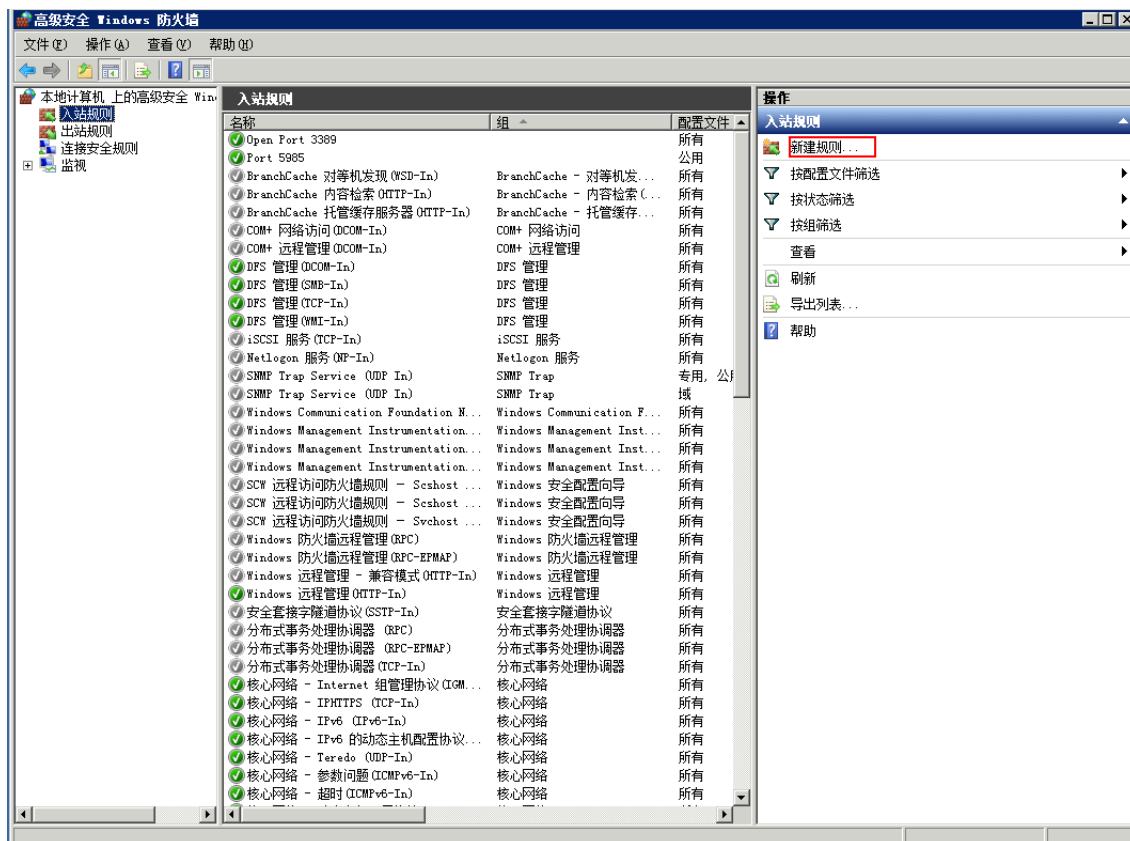 高级安全 Windows 防火墙
文件(F) 操作(A) 查看(V) 帮助(H)
本地计算机 上的高级安全 Win
入站规则
出站规则
连接安全规则
监视
入站规则
名称 组 配置文件
Open Port 3389 所有
Port 5985 公用
BranchCache 对等机发现(WSD-In) BranchCache - 对等机发... 所有
BranchCache 内容检索(HTTP-In) BranchCache - 内容检索(... 所有
BranchCache 托管缓存服务器(HTTP-In) BranchCache - 托管缓存... 所有
COM+ 网络访问(DCOM-In) COM+ 网络访问 所有
COM+ 远程管理(DCOM-In) COM+ 远程管理 所有
DFS 管理(DCOM-In) DFS 管理 所有
DFS 管理(SMB-In) DFS 管理 所有
DFS 管理(TCP-In) DFS 管理 所有
DFS 管理(WMI-In) DFS 管理 所有
iSCSI 服务(TCP-In) iSCSI 服务 所有
Netlogon 服务(NP-In) Netlogon 服务 所有
SNMP Trap Service (UDP In) SNMP Trap 专用, 公用
SNMP Trap Service (UDP In) SNMP Trap 域
Windows Communication Foundation N... Windows Communication F... 所有
Windows Management Instrumentation... Windows Management Inst... 所有
Windows Management Instrumentation... Windows Management Inst... 所有
Windows Management Instrumentation... Windows Management Inst... 所有
SCW 远程访问防火墙规则 - Scshost ... Windows 安全配置向导 所有
SCW 远程访问防火墙规则 - Scshost ... Windows 安全配置向导 所有
SCW 远程访问防火墙规则 - Svchost ... Windows 安全配置向导 所有
Windows 防火墙远程管理(RPC) Windows 防火墙远程管理 所有
Windows 防火墙远程管理(RPC-EPMAP) Windows 防火墙远程管理 所有
Windows 远程管理 - 兼容模式(HTTP-In) Windows 远程管理 所有
Windows 远程管理(HTTP-In) Windows 远程管理 所有
安全套接字隧道协议(SSTP-In) 安全套接字隧道协议 所有
分布式事务处理协调器 (RPC) 分布式事务处理协调器 所有
分布式事务处理协调器 (RPC-EPMAP) 分布式事务处理协调器 所有
分布式事务处理协调器(TCP-In) 分布式事务处理协调器 所有
核心网络 - Internet 组管理协议(IGM... 核心网络 所有
核心网络 - IPHTTPS (TCP-In) 核心网络 所有
核心网络 - IPv6 (IPv6-In) 核心网络 所有
核心网络 - IPv6 的动态主机配置协议... 核心网络 所有
核心网络 - Teredo (UDP-In) 核心网络 所有
核心网络 - 参数问题(ICMPv6-In) 核心网络 所有
核心网络 - 超时(ICMPv6-In) 核心网络 所有
操作
入站规则
新建规则...
按配置文件筛选
按状态筛选
按组筛选
查看
刷新
导出列表...
帮助